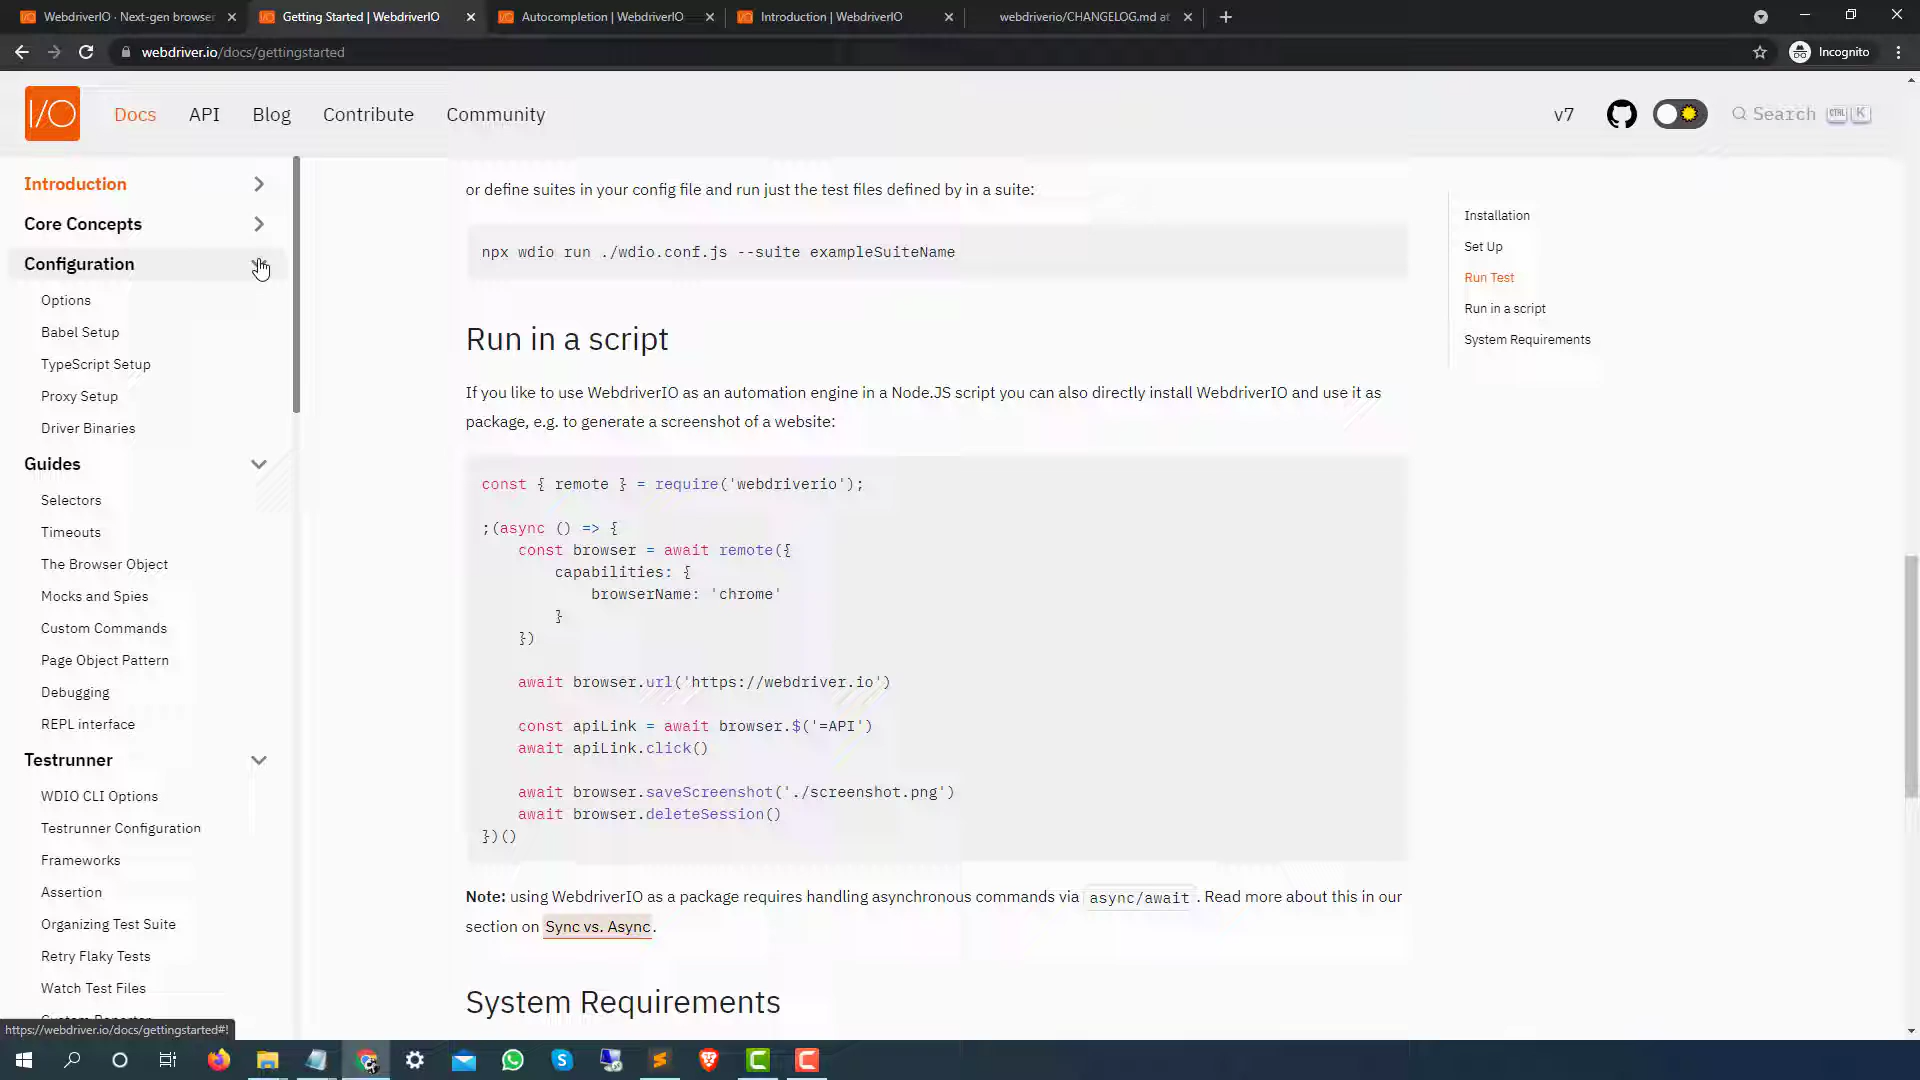 WebdriverIO · Next-gen browser
Getting Started | WebdriverIO
Autocompletion | WebdriverIO
Introduction | WebdriverIO
webdriverio/CHANGELOG.md at
webdriver.io/docs/gettingstarted
Incognito
I/O
Docs
API
Blog
Contribute
Community
v7
Search
CTRL
K
Introduction
Core Concepts
Configuration
Options
Babel Setup
TypeScript Setup
Proxy Setup
Driver Binaries
Guides
Selectors
Timeouts
The Browser Object
Mocks and Spies
Custom Commands
Page Object Pattern
Debugging
REPL interface
Testrunner
WDIO CLI Options
Testrunner Configuration
Frameworks
Assertion
Organizing Test Suite
Retry Flaky Tests
Watch Test Files
https://webdriver.io/docs/gettingstarted#!
or define suites in your config file and run just the test files defined by in a suite:
npx wdio run ./wdio.conf.js --suite exampleSuiteName
Run in a script
If you like to use WebdriverIO as an automation engine in a Node.JS script you can also directly install WebdriverIO and use it as
package, e.g. to generate a screenshot of a website:
const { remote } = require('webdriverio');
;(async () => {
    const browser = await remote({
        capabilities: {
            browserName: 'chrome'
        }
    })
    await browser.url('https://webdriver.io')
    const apiLink = await browser.$('=API')
    await apiLink.click()
    await browser.saveScreenshot('./screenshot.png')
    await browser.deleteSession()
})()
Note: using WebdriverIO as a package requires handling asynchronous commands via async/await . Read more about this in our
section on Sync vs. Async.
System Requirements
Installation
Set Up
Run Test
Run in a script
System Requirements